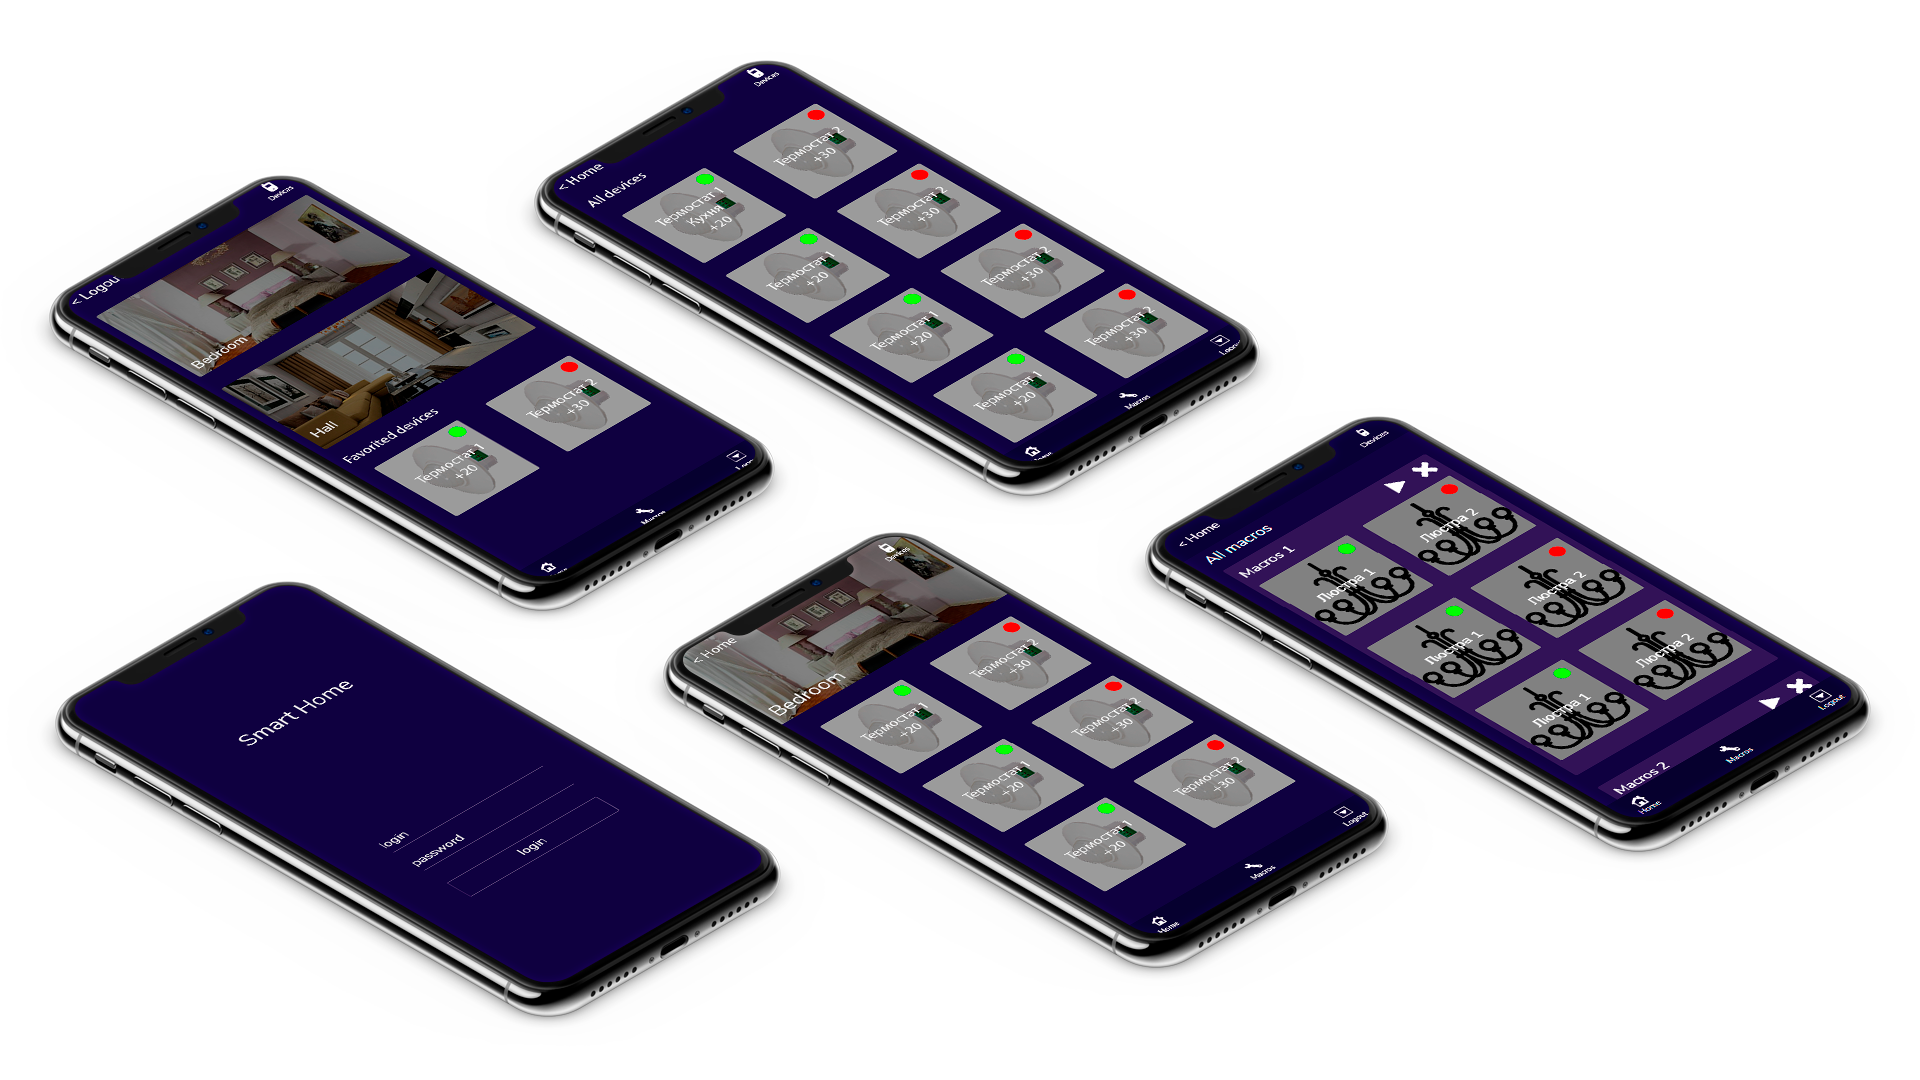 < Logou
Devices
Bedroom
Hall
Favorited devices
Термостат 1
+20
Термостат 2
+30
Macros
< Home
Devices
All devices
Термостат 1
Кухня
+20
Термостат 2
+30
Термостат 1
+20
Термостат 2
+30
Термостат 1
+20
Термостат 2
+30
Термостат 1
+20
Термостат 2
+30
Macros
Smart Home
login
password
login
< Home
Devices
Bedroom
Термостат 1
+20
Термостат 2
+30
Термостат 1
+20
Термостат 2
+30
Термостат 1
+20
Термостат 2
+30
Home
Macros
Logout
< Home
Devices
All macros
Macros 1
Люстра 1
Люстра 2
Люстра 1
Люстра 2
Люстра 1
Люстра 2
Macros 2
Home
Macros
Logout